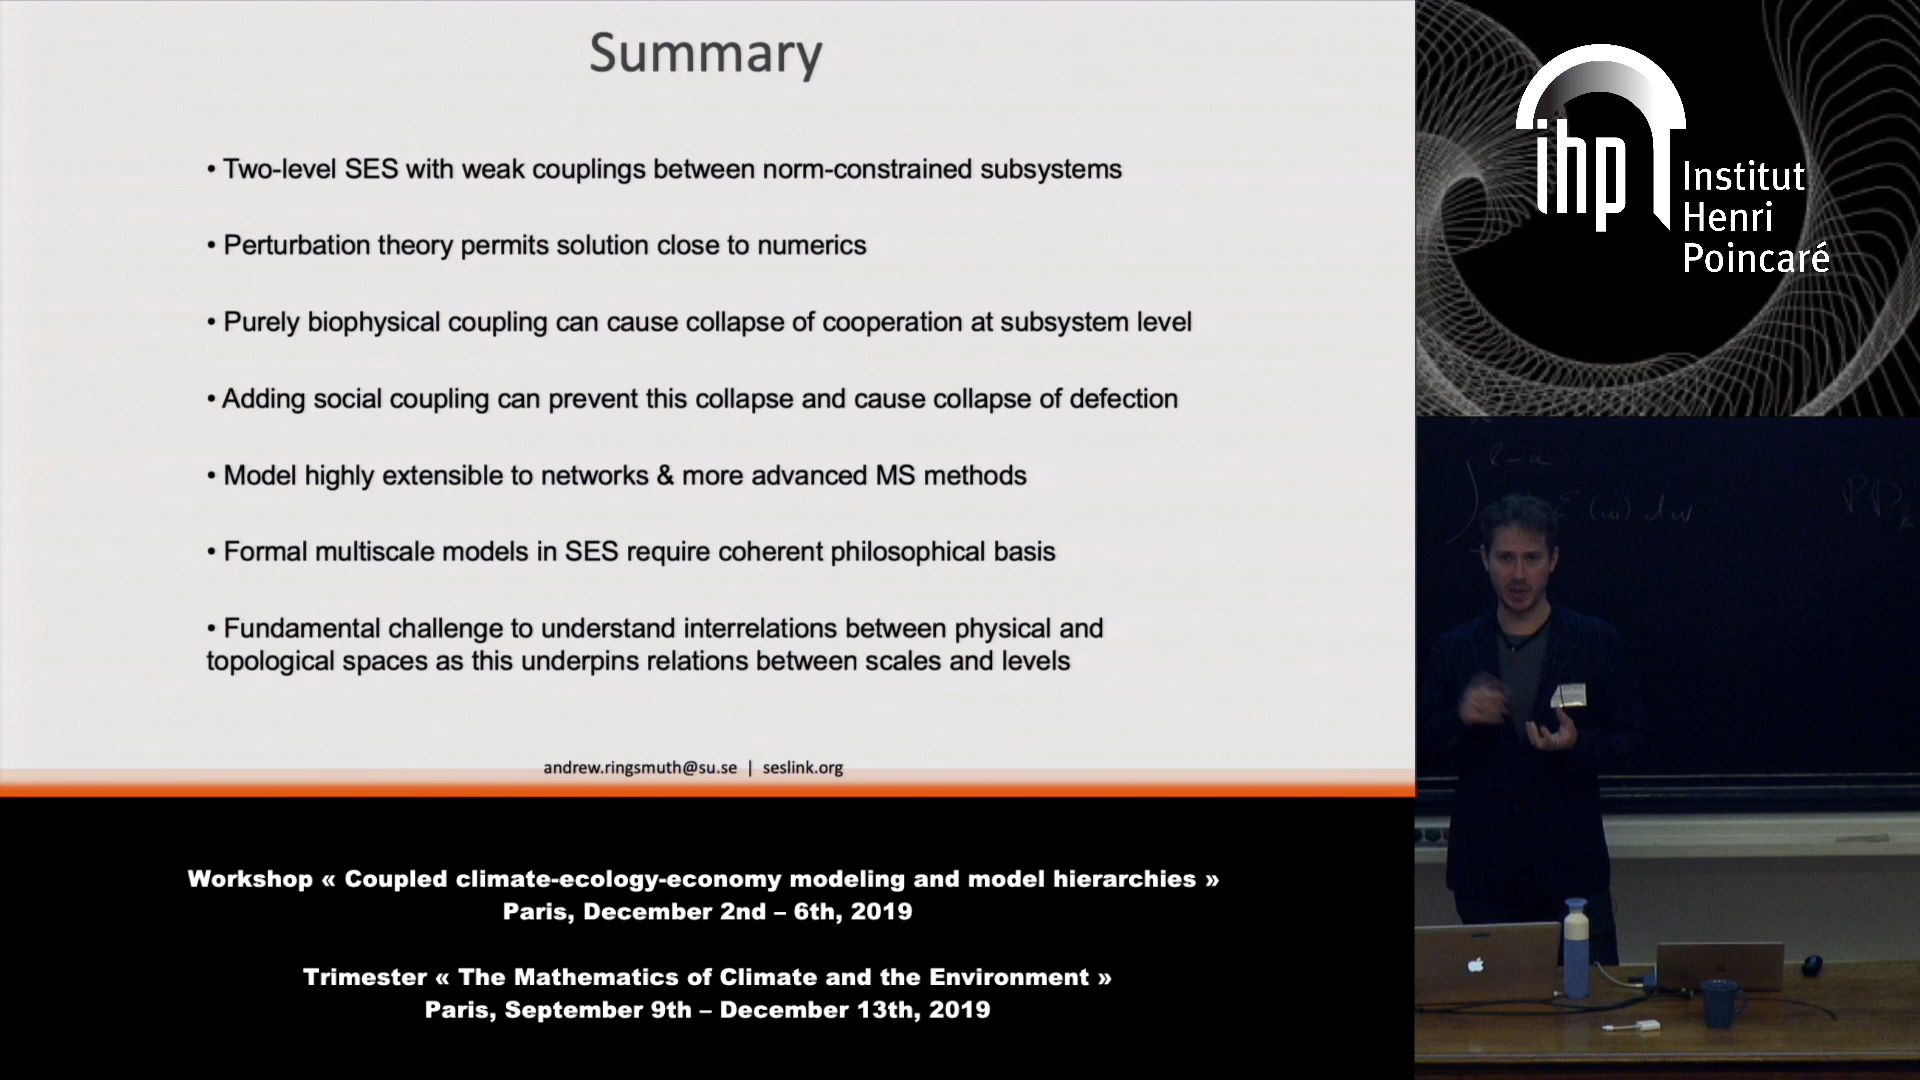 Summary
• Two-level SES with weak couplings between norm-constrained subsystems
• Perturbation theory permits solution close to numerics
• Purely biophysical coupling can cause collapse of cooperation at subsystem level
• Adding social coupling can prevent this collapse and cause collapse of defection
• Model highly extensible to networks & more advanced MS methods
• Formal multiscale models in SES require coherent philosophical basis
• Fundamental challenge to understand interrelations between physical and
topological spaces as this underpins relations between scales and levels
andrew.ringsmuth@su.se | seslink.org
Workshop « Coupled climate-ecology-economy modeling and model hierarchies »
Paris, December 2nd – 6th, 2019
Trimester « The Mathematics of Climate and the Environment »
Paris, September 9th – December 13th, 2019
ihp
Institut
Henri
Poincaré